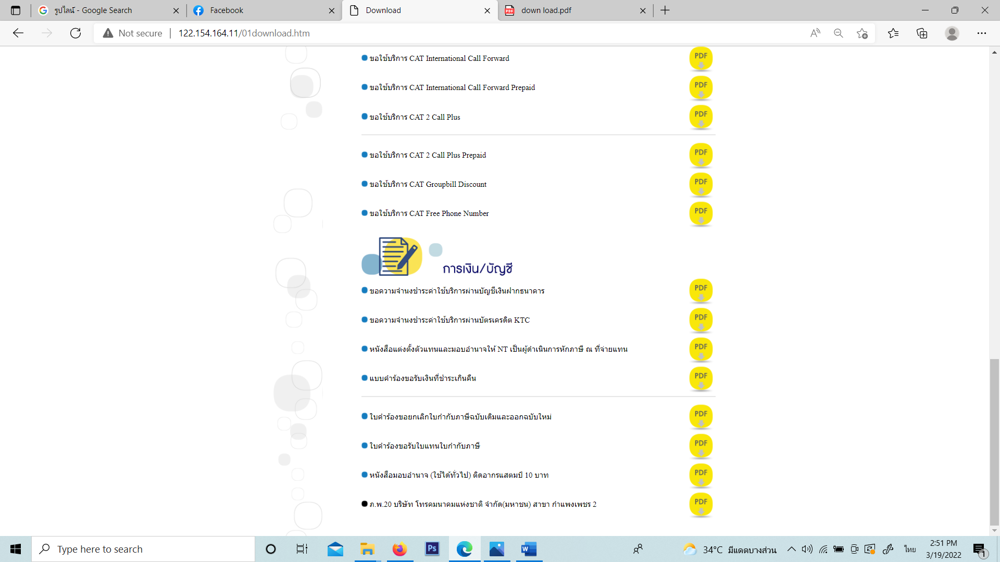 รูปไลน์ - Google Search
Facebook
Download
down load.pdf
Not secure
122.154.164.11/01download.htm
ขอใช้บริการ CAT International Call Forward
PDF
ขอใช้บริการ CAT International Call Forward Prepaid
PDF
ขอใช้บริการ CAT 2 Call Plus
PDF
ขอใช้บริการ CAT 2 Call Plus Prepaid
PDF
ขอใช้บริการ CAT Groupbill Discount
PDF
ขอใช้บริการ CAT Free Phone Number
PDF
การเงิน/บัญชี
ขอความจำนงชำระค่าใช้บริการผ่านบัญชีเงินฝากธนาคาร
PDF
ขอความจำนงชำระค่าใช้บริการผ่านบัตรเครดิต KTC
PDF
หนังสือแต่งตั้งตัวแทนและมอบอำนาจให้ NT เป็นผู้ดำเนินการหักภาษี ณ ที่จ่ายแทน
PDF
แบบคำร้องขอรับเงินที่ชำระเกินคืน
PDF
ใบคำร้องขอยกเลิกใบกำกับภาษีฉบับเดิมและออกฉบับใหม่
PDF
ใบคำร้องขอรับใบแทนใบกำกับภาษี
PDF
หนังสือมอบอำนาจ (ใช้ได้ทั่วไป) ติดอากรแสตมป์ 10 บาท
PDF
ภ.พ.20 บริษัท โทรคมนาคมแห่งชาติ จำกัด(มหาชน) สาขา กำแพงเพชร 2
PDF
Type here to search
Ps
W
34°C มีแดดบางส่วน
ไทย
2:51 PM
3/19/2022
1